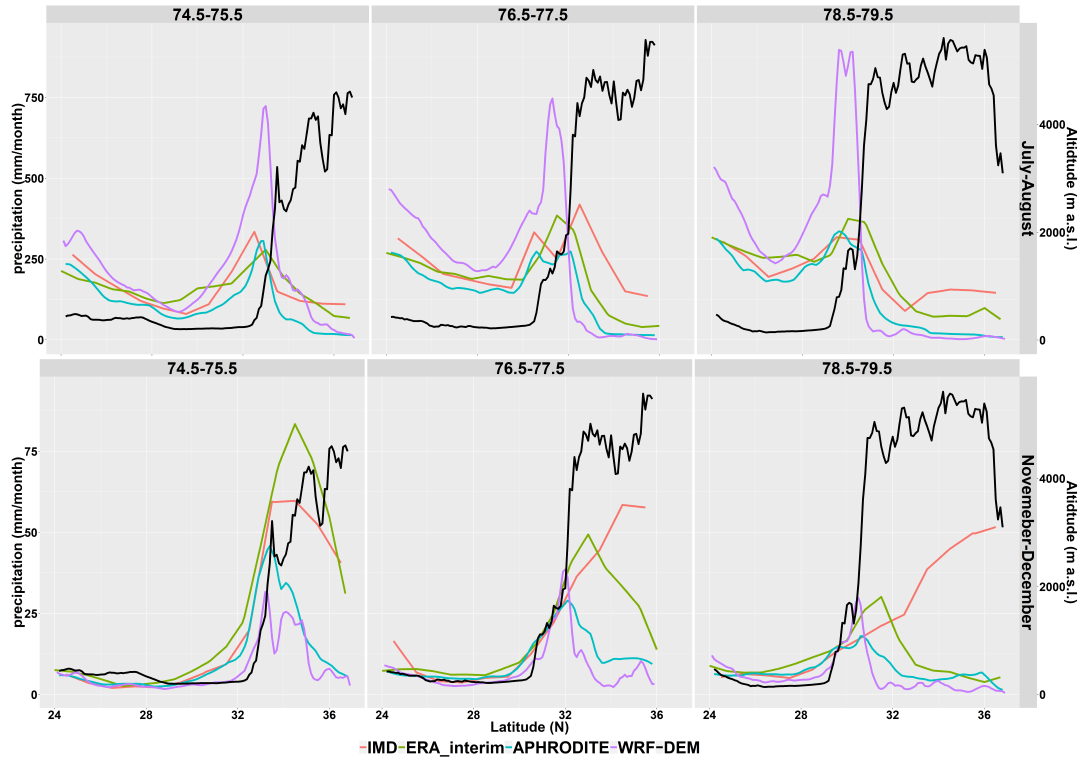 74.5-75.5 76.5-77.5 78.5-79.5
750
500
250
0
precipitation (mm/month)
4000
2000
0
Altidtude (m a.s.l.)
July-August
74.5-75.5 76.5-77.5 78.5-79.5
75
50
25
0
precipitation (mm/month)
4000
2000
0
Altidtude (m a.s.l.)
Novemeber-December
24 28 32 36 24 28 32 36 24 28 32 36
Latitude (N)
IMD ERA_interim APHRODITE WRF DEM